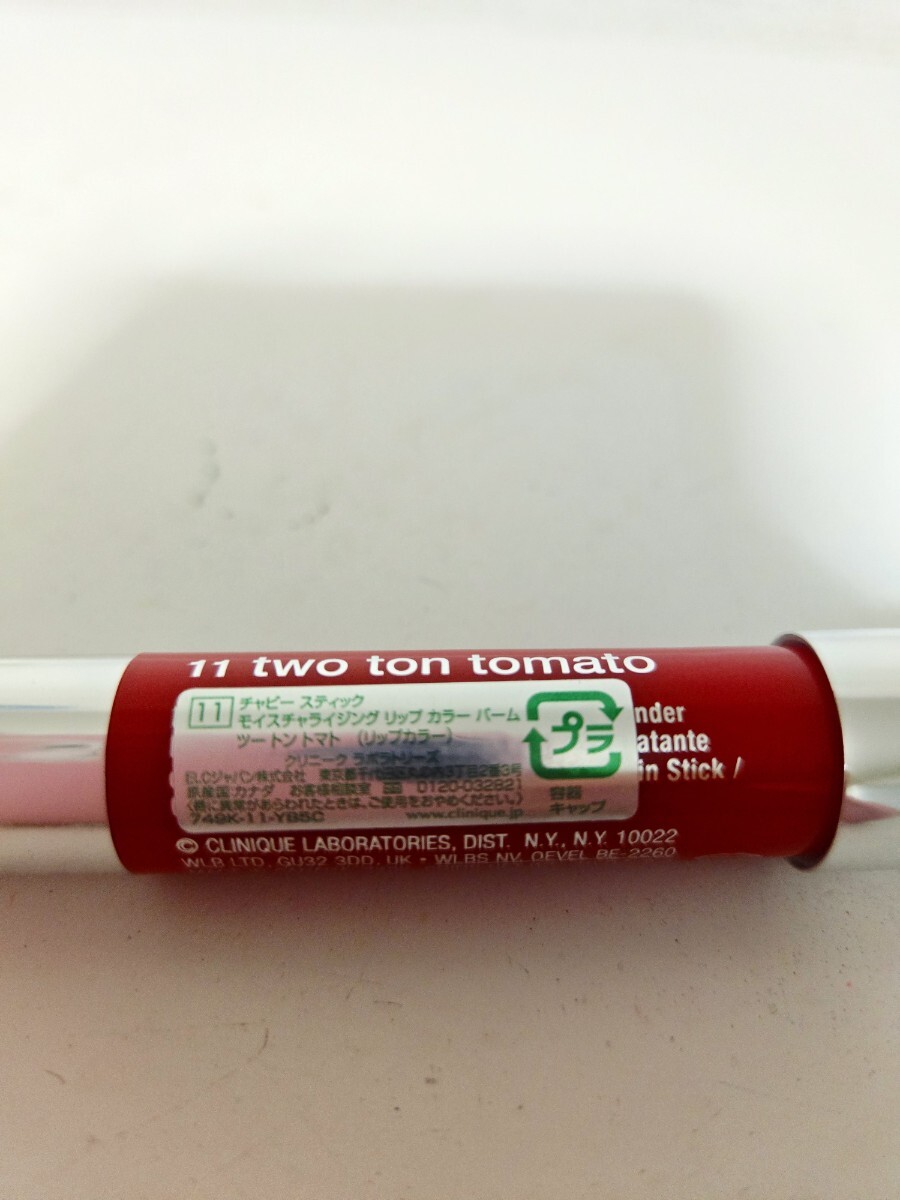 11 two ton tomato
11 チャビー スティック
モイスチャライジング リップ カラー バーム
ツー トン トマト (リップカラー)
クリニーク ラボラトリーズ
ELCジャパン株式会社 東京都千代田区
原産国 カナダ お客様相談室 0120-032821
<肌に異常があらわれたときは、ご使用をおやめください。>
749K-11-YB5C www.clinique.jp
プラ
容器
キャップ
nder
atante
in Stick /
© CLINIQUE LABORATORIES, DIST. N.Y., N.Y. 10022
WLB LTD, GU32 3DD, UK • WLBS NV, OEVEL BE-2260